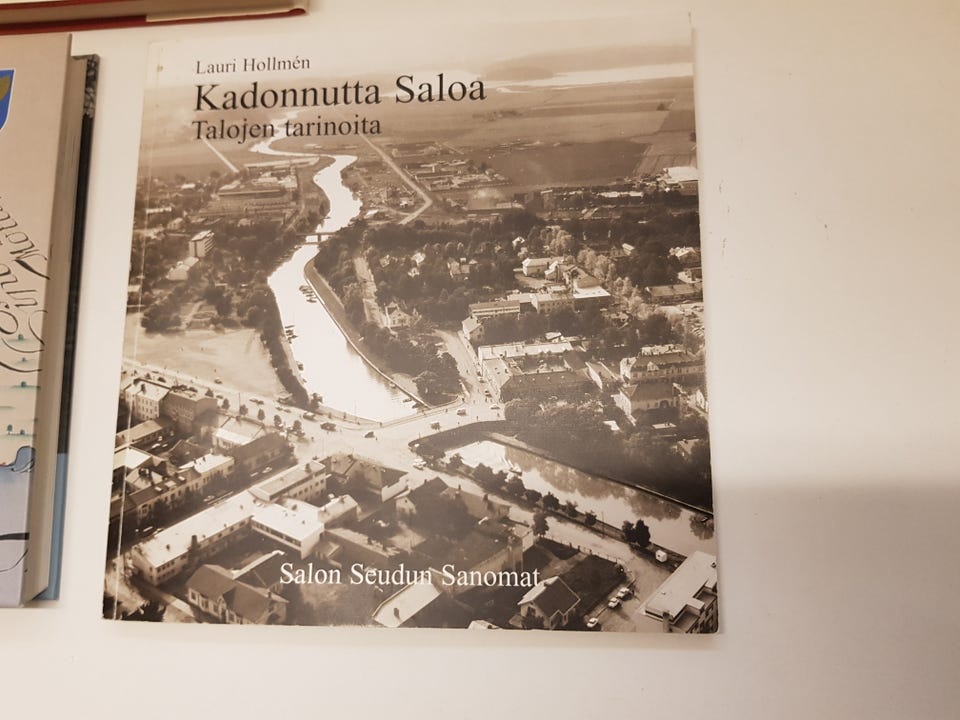 Lauri Hollmén
Kadonnutta Saloa
Talojen tarinoita
Salon Seudun Sanomat